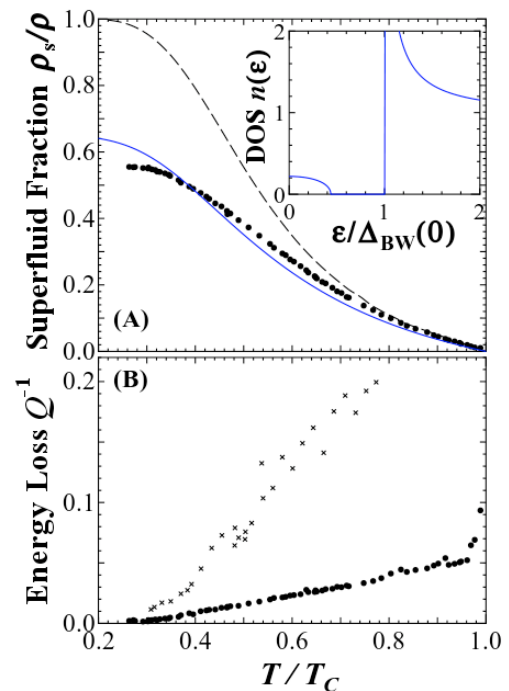 1.0
0.8
0.6
0.4
0.2
0.0
Superfluid Fraction ρs/ρ
(A)
2
1
0
DOS n(ε)
0 1 2
ε/ΔBW(0)
0.2
0.1
0.0
Energy Loss Q⁻¹
(B)
0.2 0.4 0.6 0.8 1.0
T / TC